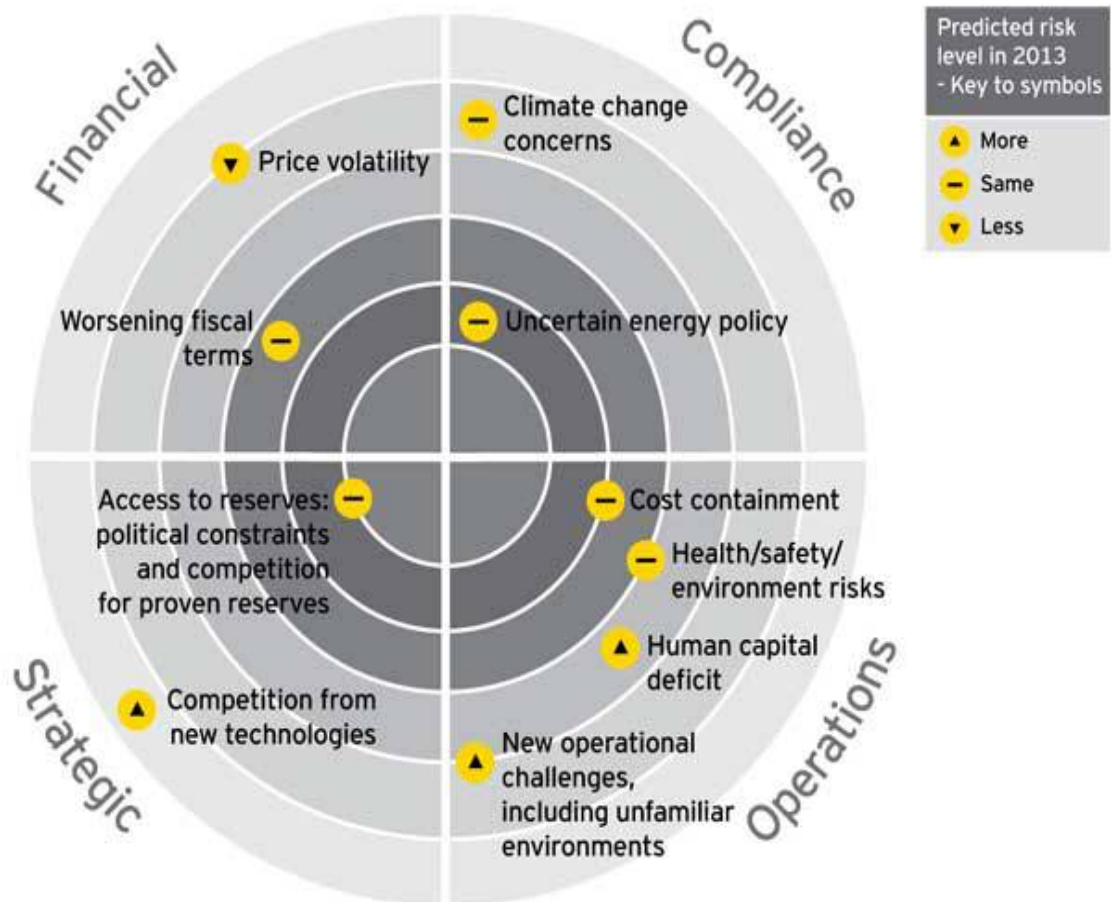 Financial
Compliance
Predicted risk
level in 2013
- Key to symbols
More
Same
Less
Climate change
concerns
Price volatility
Worsening fiscal
terms
Uncertain energy policy
Access to reserves:
political constraints
and competition
for proven reserves
Cost containment
Health/safety/
environment risks
Human capital
deficit
Competition from
new technologies
New operational
challenges,
including unfamiliar
environments
Strategic
Operations